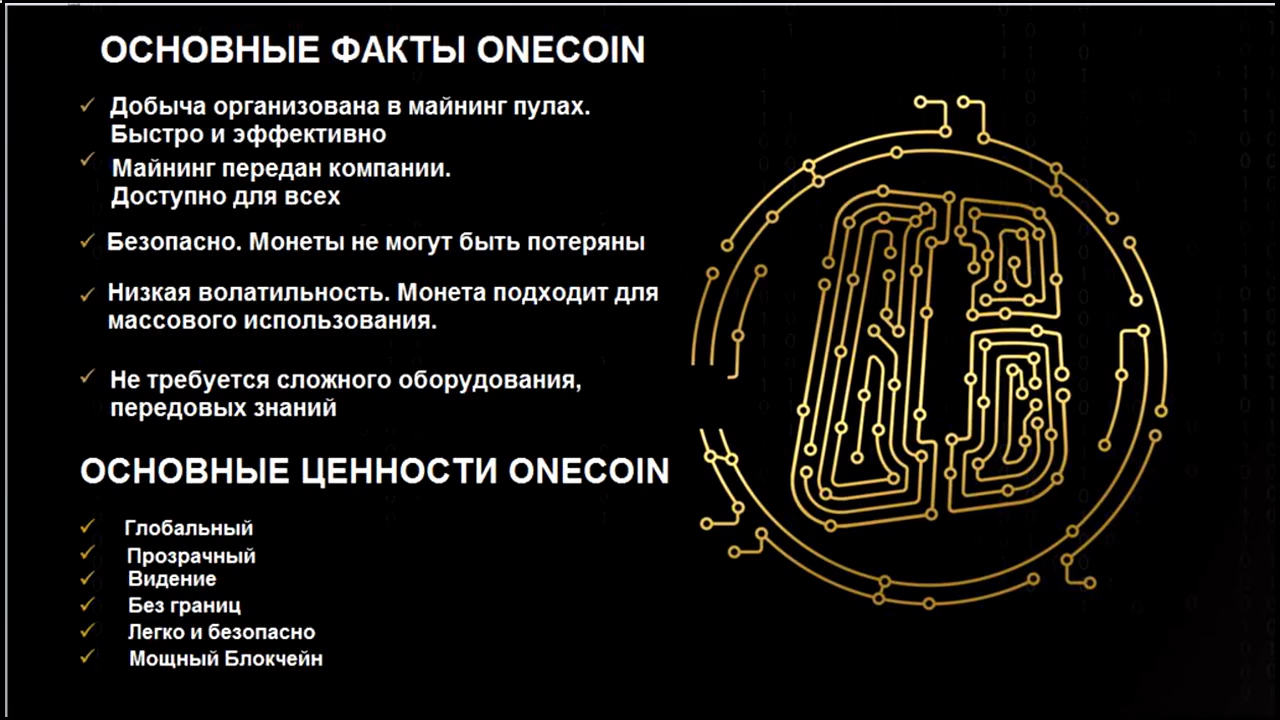 ОСНОВНЫЕ ФАКТЫ ONECOIN
Добыча организована в майнинг пулах.
Быстро и эффективно
Майнинг передан компании.
Доступно для всех
Безопасно. Монеты не могут быть потеряны
Низкая волатильность. Монета подходит для
массового использования.
Не требуется сложного оборудования,
передовых знаний
ОСНОВНЫЕ ЦЕННОСТИ ONECOIN
Глобальный
Прозрачный
Видение
Без границ
Легко и безопасно
Мощный Блокчейн